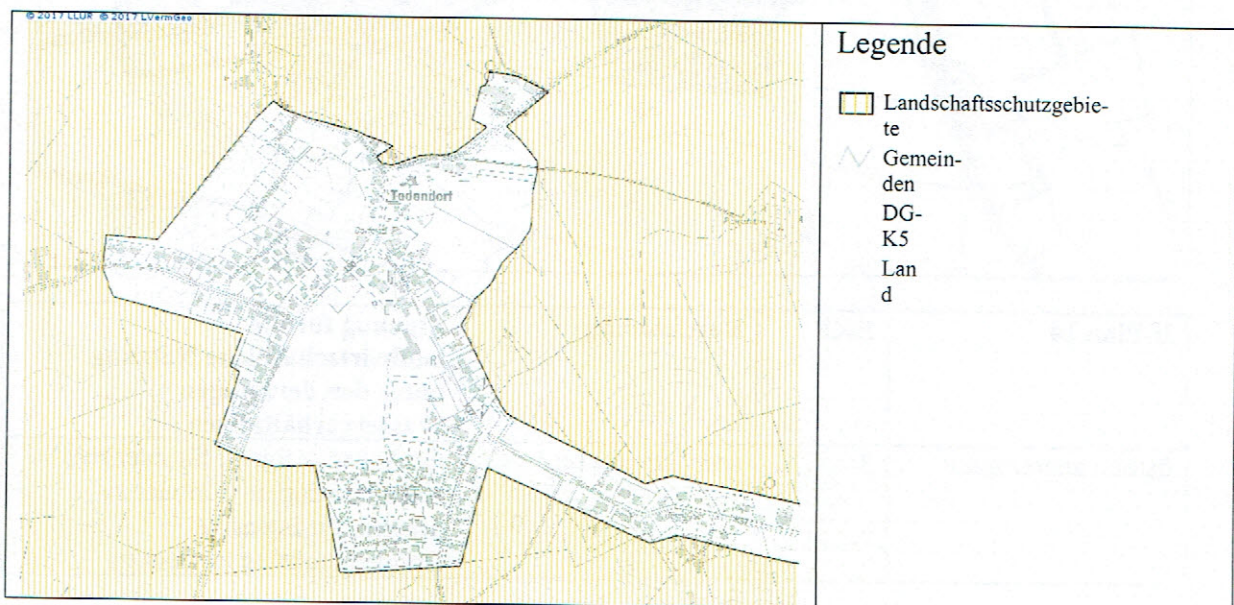 © 2017 LLUR © 2017 LVermGeo
Todendorf
R
Legende
Landschaftsschutzgebie-
te
Gemein-
den
DG-
K5
Lan
d